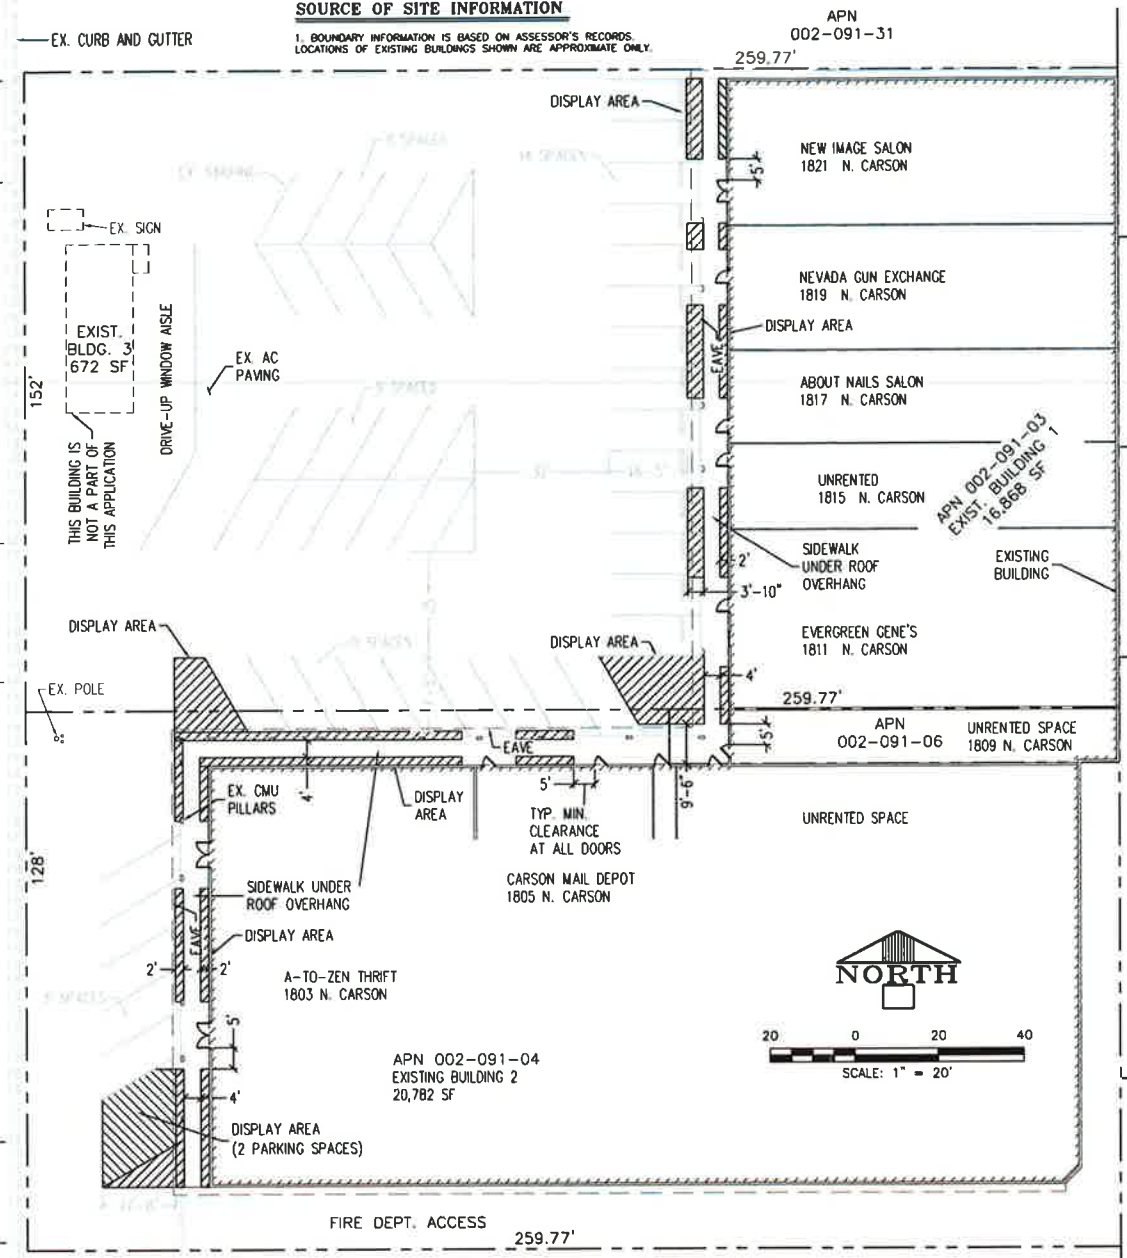 SOURCE OF SITE INFORMATION
1. BOUNDARY INFORMATION IS BASED ON ASSESSOR'S RECORDS.
LOCATIONS OF EXISTING BUILDINGS SHOWN ARE APPROXIMATE ONLY.
EX. CURB AND GUTTER
APN
002-091-31
259.77'
DISPLAY AREA
5'
NEW IMAGE SALON
1821 N. CARSON
EX. SIGN
EXIST.
BLDG. 3
672 SF
DRIVE-UP WINDOW AISLE
EX. AC
PAVING
152'
THIS BUILDING IS
NOT A PART OF
THIS APPLICATION
NEVADA GUN EXCHANGE
1819 N. CARSON
DISPLAY AREA
EAVE
ABOUT NAILS SALON
1817 N. CARSON
APN 002-091-03
EXIST. BUILDING 1
16,868 SF
UNRENTED
1815 N. CARSON
SIDEWALK
UNDER ROOF
OVERHANG
2'
3'-10"
EXISTING
BUILDING
9 SPACES
DISPLAY AREA
DISPLAY AREA
EVERGREEN GENE'S
1811 N. CARSON
4'
EX. POLE
259.77'
APN
002-091-06
UNRENTED SPACE
1809 N. CARSON
5'
EAVE
EX. CMU
PILLARS
4'
DISPLAY
AREA
5'
TYP. MIN.
CLEARANCE
AT ALL DOORS
9'-6"
UNRENTED SPACE
128'
CARSON MAIL DEPOT
1805 N. CARSON
SIDEWALK UNDER
ROOF OVERHANG
EAVE
DISPLAY AREA
2'
2'
A-TO-ZEN THRIFT
1803 N. CARSON
5'
NORTH
20 0 20 40
SCALE: 1" = 20'
APN 002-091-04
EXISTING BUILDING 2
20,782 SF
4'
DISPLAY AREA
(2 PARKING SPACES)
FIRE DEPT. ACCESS
259.77'